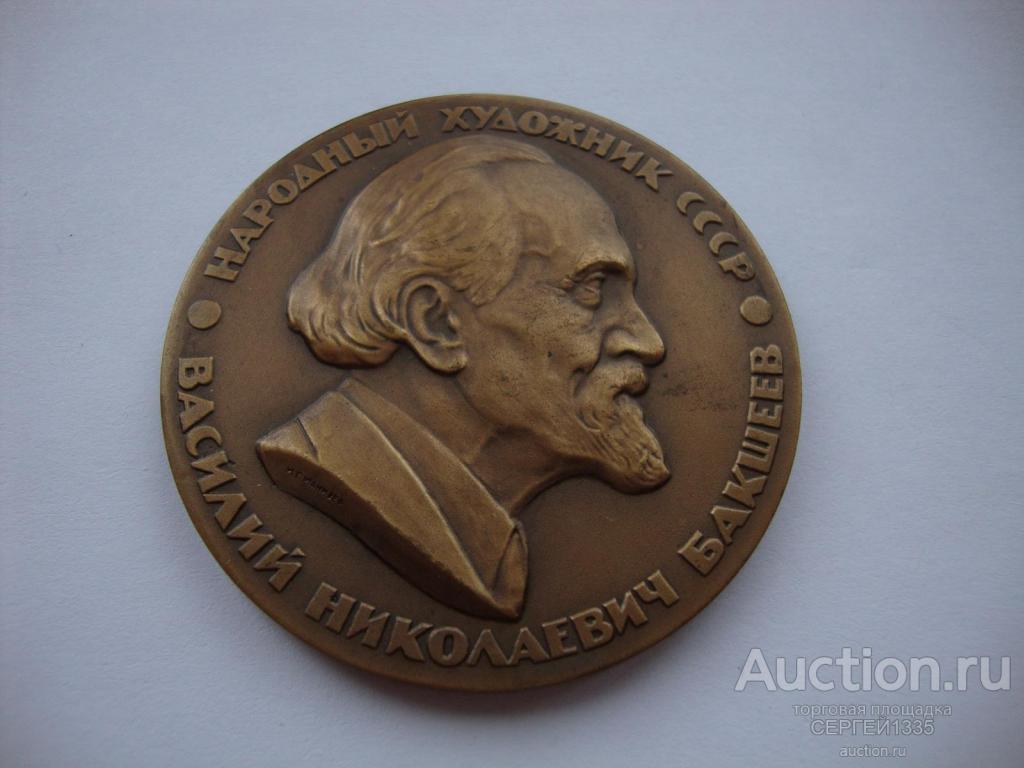 НАРОДНЫЙ ХУДОЖНИК СССР
ВАСИЛИЙ НИКОЛАЕВИЧ БАКШЕЕВ
Auction.ru
торговая площадка
СЕРГЕЙ1335
auction.ru